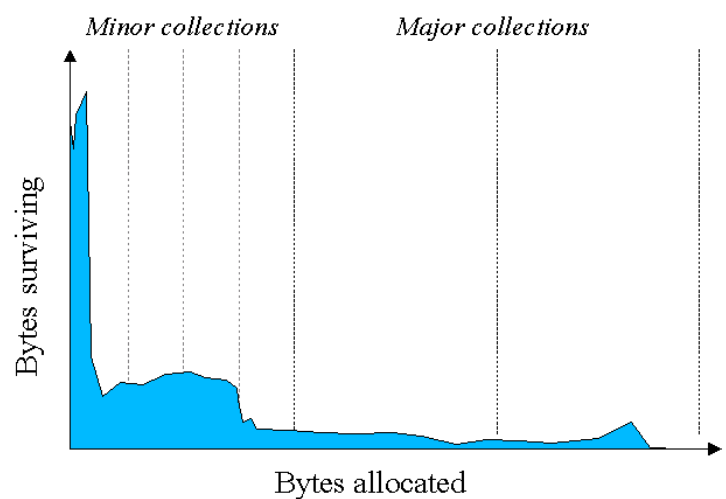 Minor collections
Major collections
Bytes surviving
Bytes allocated